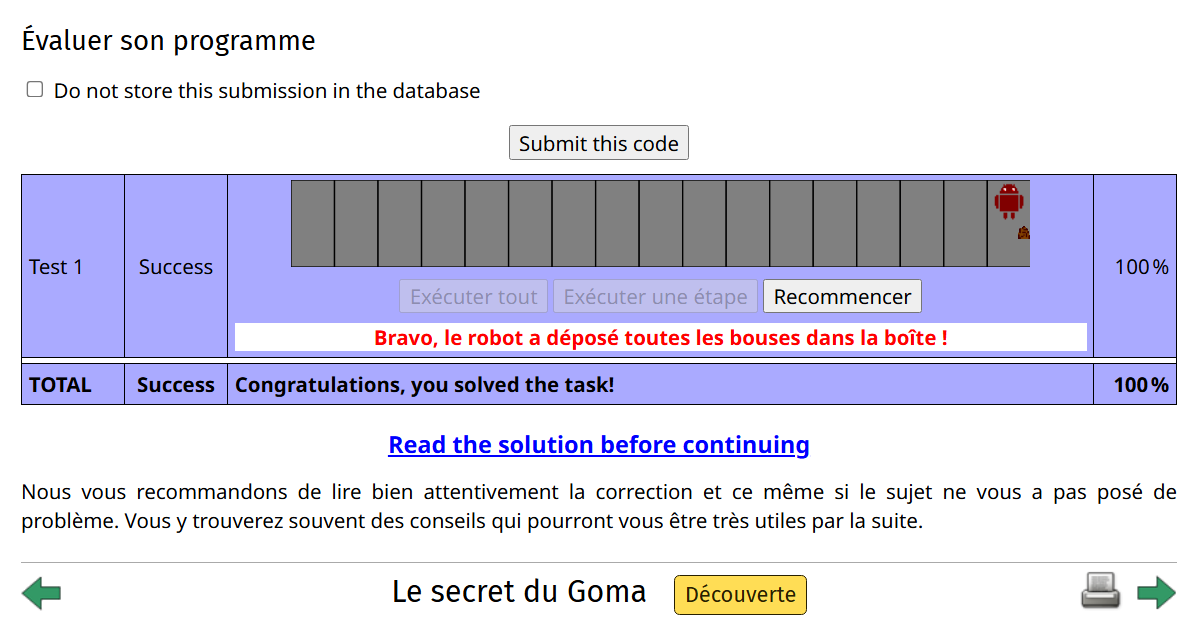 Évaluer son programme
Do not store this submission in the database
Submit this code
Test 1
Success
Exécuter tout
Exécuter une étape
Recommencer
Bravo, le robot a déposé toutes les bouses dans la boîte !
100 %
TOTAL
Success
Congratulations, you solved the task!
100 %
Read the solution before continuing
Nous vous recommandons de lire bien attentivement la correction et ce même si le sujet ne vous a pas posé de
problème. Vous y trouverez souvent des conseils qui pourront vous être très utiles par la suite.
Le secret du Goma
Découverte